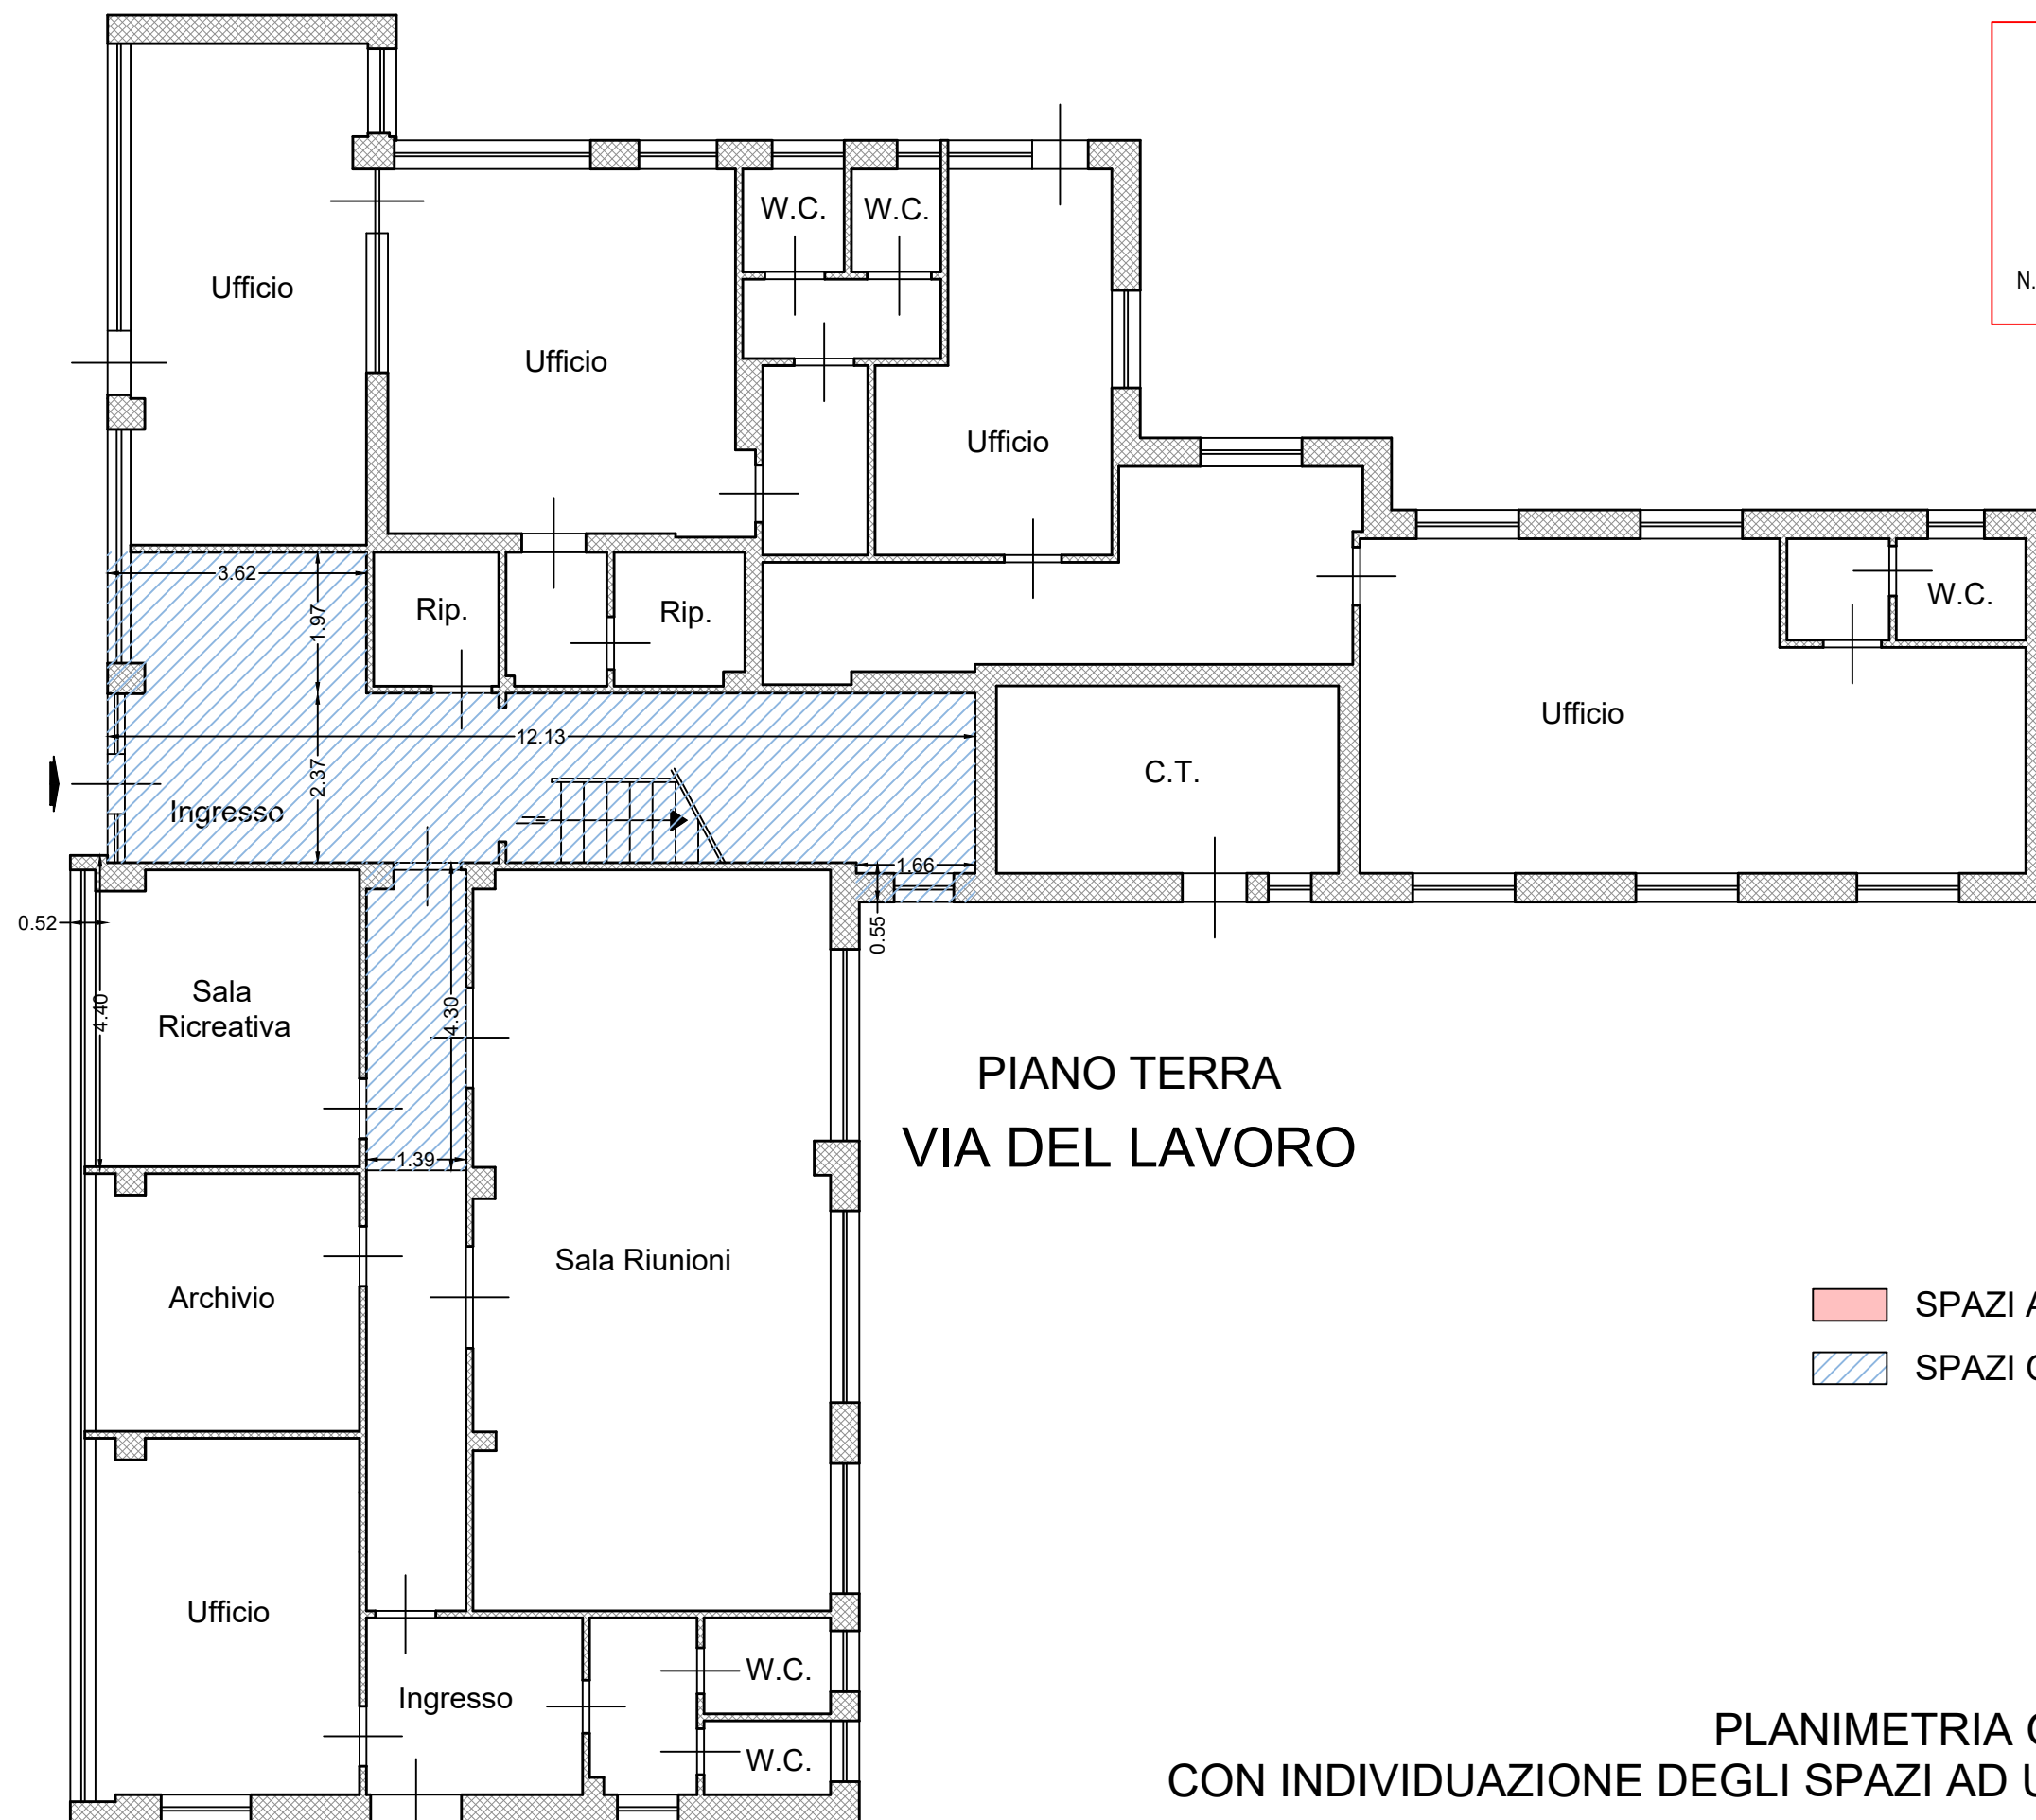 N.
W.C.
W.C.
Ufficio
Ufficio
Ufficio
3.62
1.97
Rip.
Rip.
W.C.
Ufficio
12.13
2.37
C.T.
Ingresso
1.66
0.52
0.55
Sala
Ricreativa
4.40
4.30
PIANO TERRA
VIA DEL LAVORO
1.39
Sala Riunioni
Archivio
SPAZI
SPAZI
Ufficio
W.C.
Ingresso
W.C.
PLANIMETRIA
CON INDIVIDUAZIONE DEGLI SPAZI AD